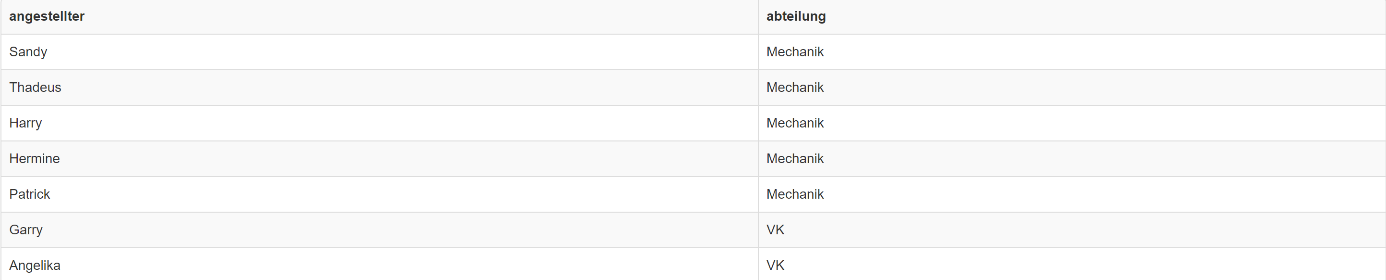 angestellter abteilung
Sandy Mechanik
Thadeus Mechanik
Harry Mechanik
Hermine Mechanik
Patrick Mechanik
Garry VK
Angelika VK